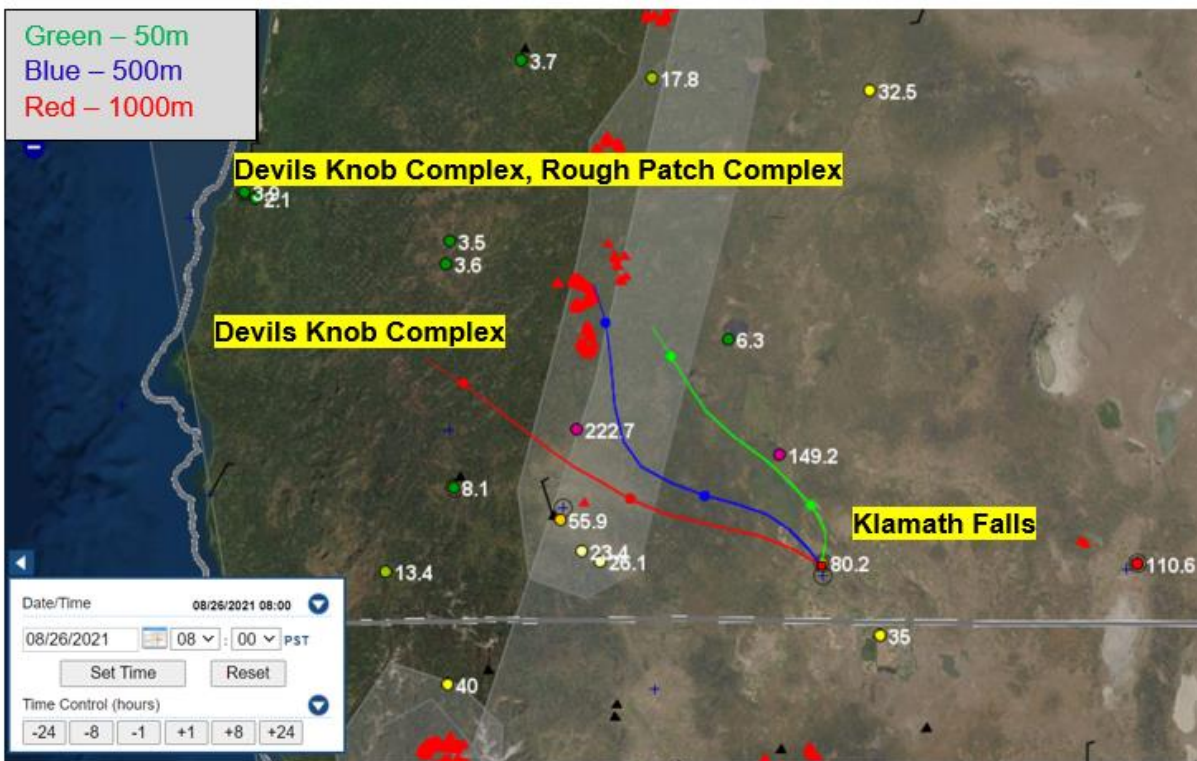 Green – 50m
Blue – 500m
Red – 1000m
3.7
17.8
32.5
Devils Knob Complex, Rough Patch Complex
3.9
2.1
3.5
3.6
Devils Knob Complex
6.3
222.7
149.2
8.1
55.9
Klamath Falls
23.4
26.1
80.2
110.6
13.4
35
40
Date/Time 08/26/2021 08:00
08/26/2021 08 : 00 PST
Set Time Reset
Time Control (hours)
-24 -8 -1 +1 +8 +24